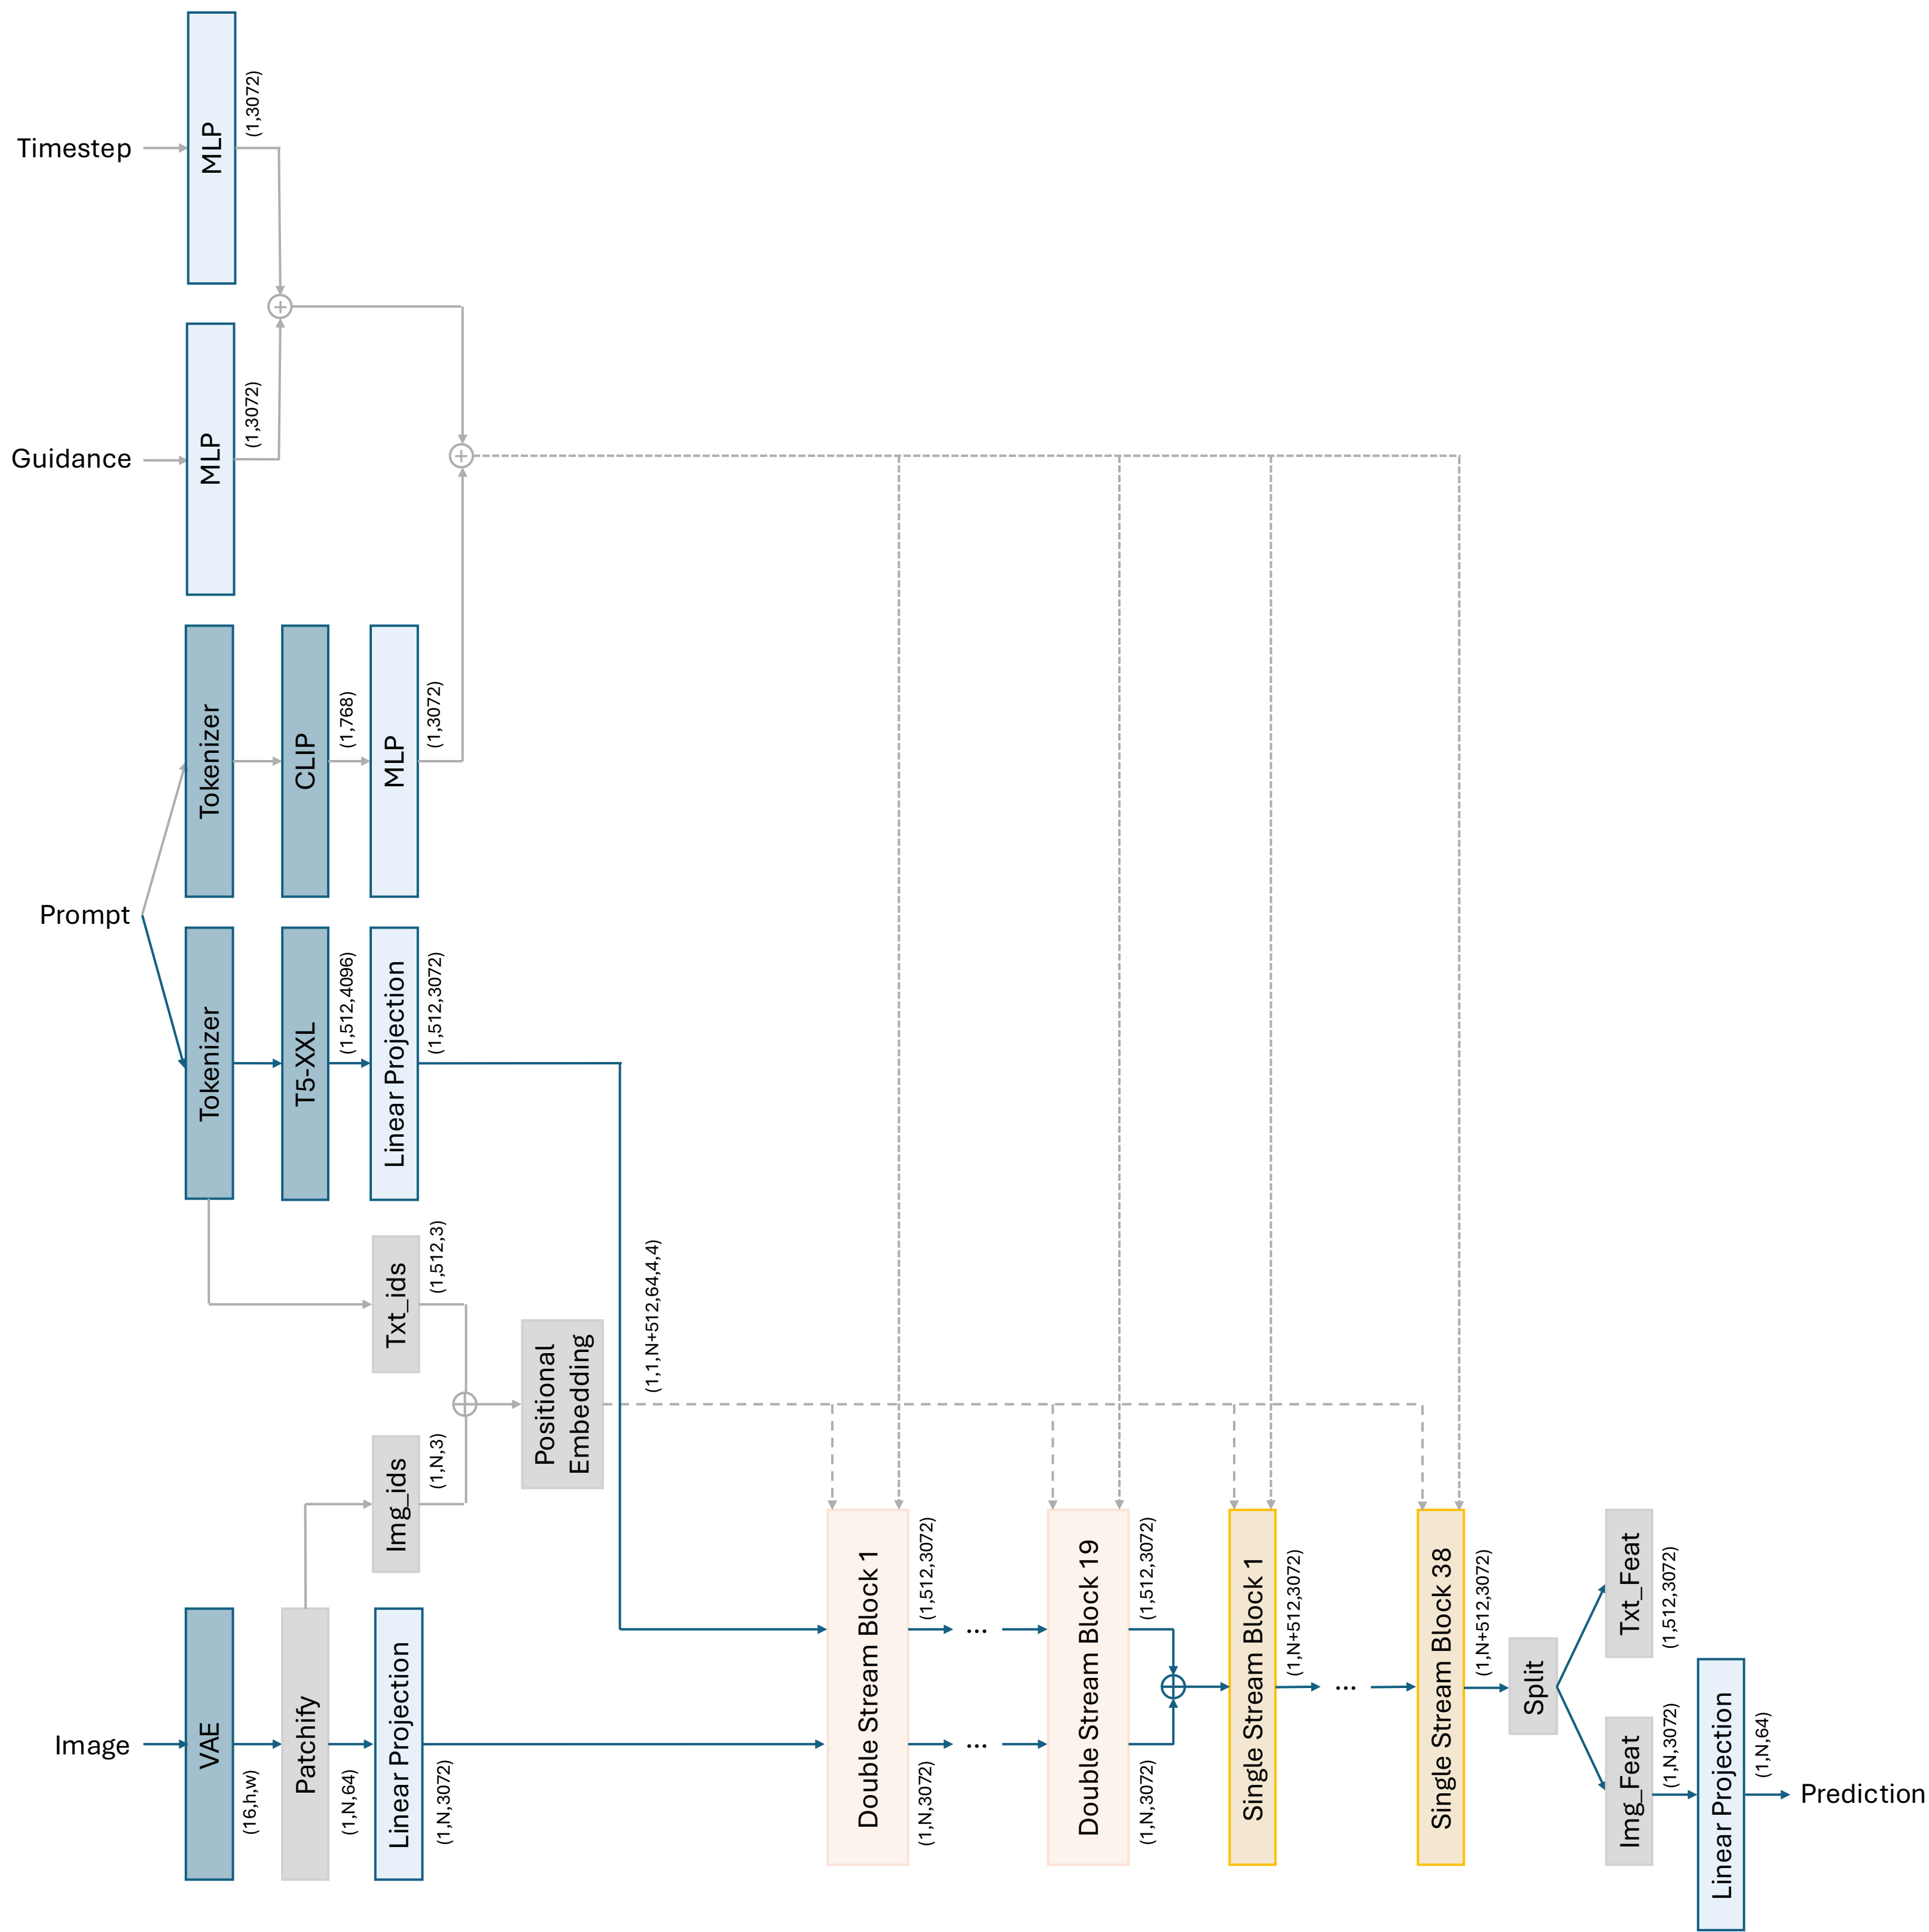 Timestep
MLP
(1,3072)
Guidance
MLP
(1,3072)
Prompt
Tokenizer
CLIP
(1,768)
MLP
(1,3072)
Tokenizer
T5-XXL
(1,512,4096)
Linear Projection
(1,512,3072)
Txt_ids
(1,512,3)
Img_ids
(1,N,3)
Positional
Embedding
(1,1,N+512,64,4,4)
Image
VAE
(16,h,w)
Patchify
(1,N,64)
Linear Projection
(1,N,3072)
Double Stream Block 1
(1,512,3072)
(1,N,3072)
...
...
Double Stream Block 19
(1,512,3072)
(1,N,3072)
Single Stream Block 1
(1,N+512,3072)
...
Single Stream Block 38
(1,N+512,3072)
Split
Txt_Feat
(1,512,3072)
Img_Feat
(1,N,3072)
Linear Projection
(1,N,64)
Prediction